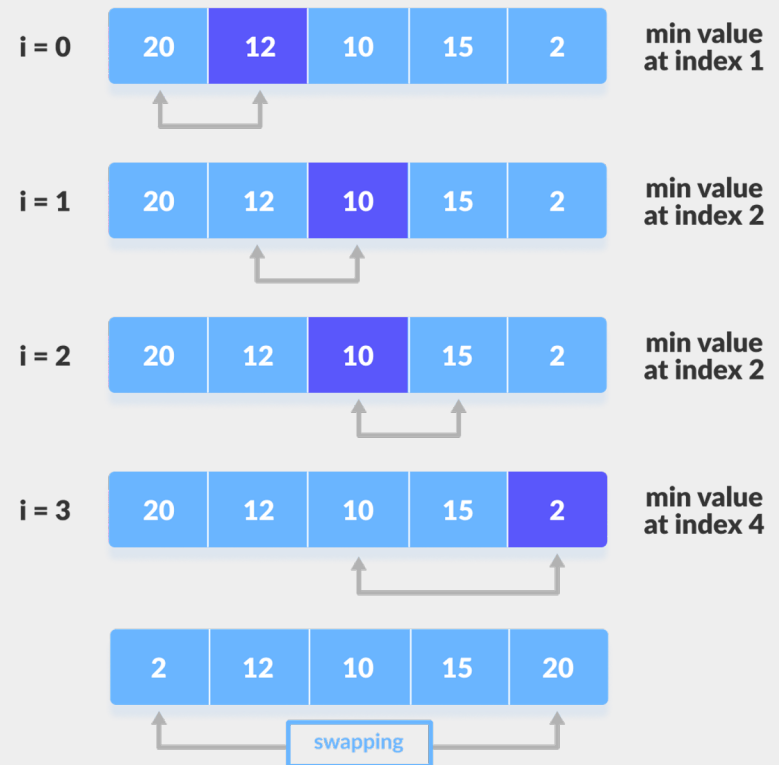 i = 0 20 12 10 15 2 min value
at index 1
i = 1 20 12 10 15 2 min value
at index 2
i = 2 20 12 10 15 2 min value
at index 2
i = 3 20 12 10 15 2 min value
at index 4
2 12 10 15 20
swapping